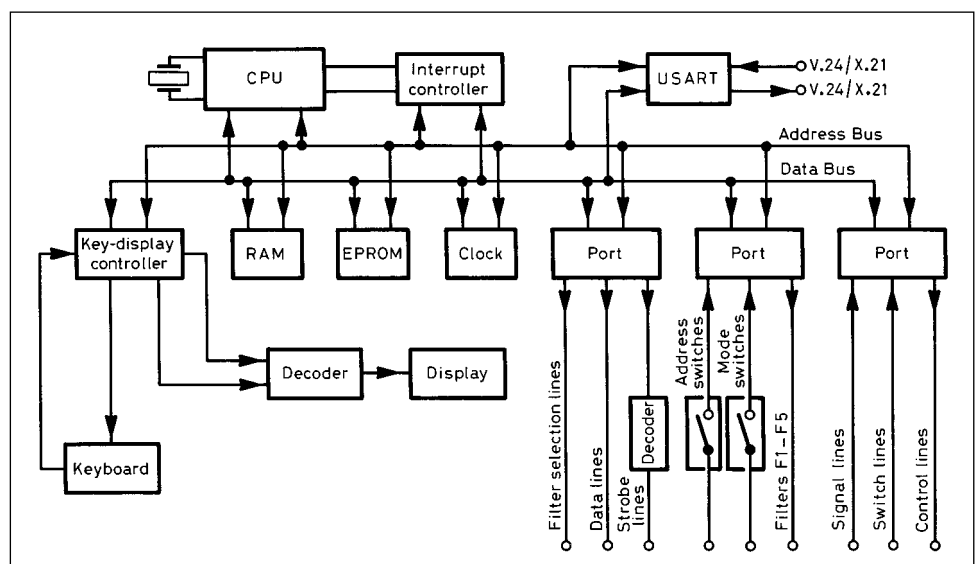 CPU
Interrupt
controller
USART
V.24/X.21
V.24/X.21
Address Bus
Data Bus
Key-display
controller
RAM
EPROM
Clock
Port
Port
Port
Decoder
Display
Keyboard
Filter selection lines
Data lines
Strobe
lines
Decoder
Address
switches
Mode
switches
Filters F1-F5
Signal lines
Switch lines
Control lines